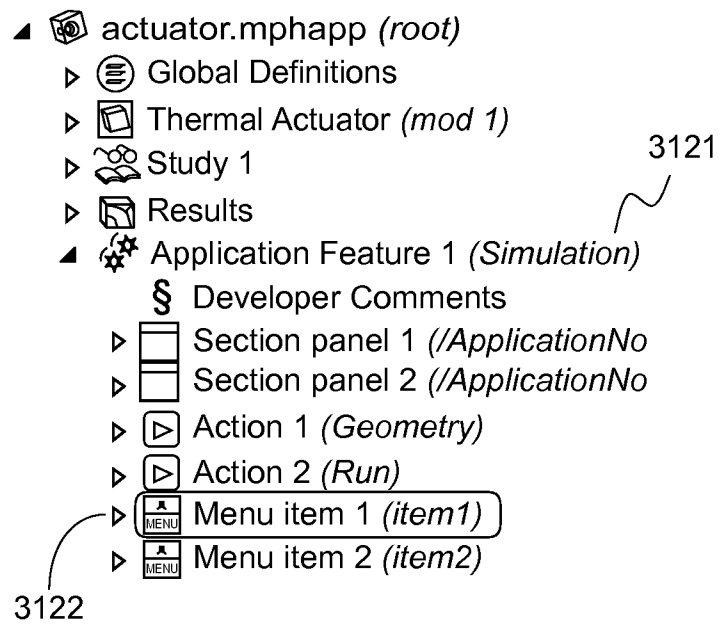 actuator.mphapp (root)
Global Definitions
Thermal Actuator (mod 1)
3121
Study 1
Results
Application Feature 1 (Simulation)
§ Developer Comments
Section panel 1 (/ApplicationNo
Section panel 2 (/ApplicationNo
Action 1 (Geometry)
Action 2 (Run)
MENU Menu item 1 (item1)
MENU Menu item 2 (item2)
3122